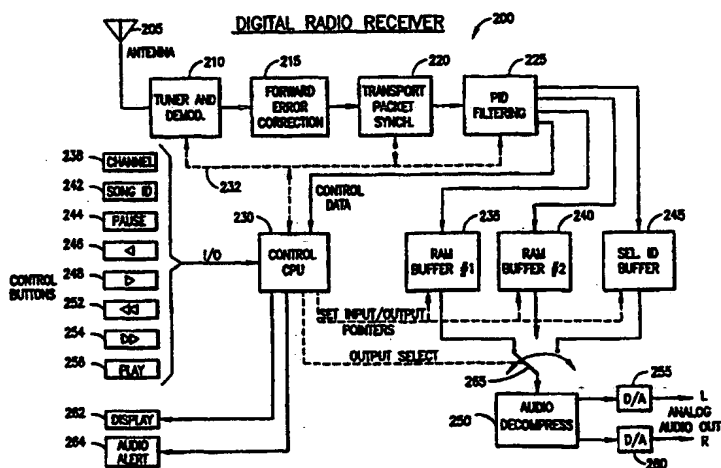 DIGITAL RADIO RECEIVER
200
205
ANTENNA
210
215
220
225
TUNER AND
DEMOD.
FORWARD
ERROR
CORRECTION
TRANSPORT
PACKET
SYNCH.
PID
FILTERING
232
CONTROL
DATA
238
CHANNEL
242
SONG ID
244
PAUSE
246
248
252
254
256
PLAY
CONTROL
BUTTONS
I/O
230
CONTROL
CPU
235
RAM
BUFFER #1
240
RAM
BUFFER #2
245
SEL. ID
BUFFER
SET INPUT/OUTPUT
POINTERS
OUTPUT SELECT
265
262
DISPLAY
264
AUDIO
ALERT
250
AUDIO
DECOMPRESS
255
D/A
L
ANALOG
AUDIO OUT
D/A
R
260